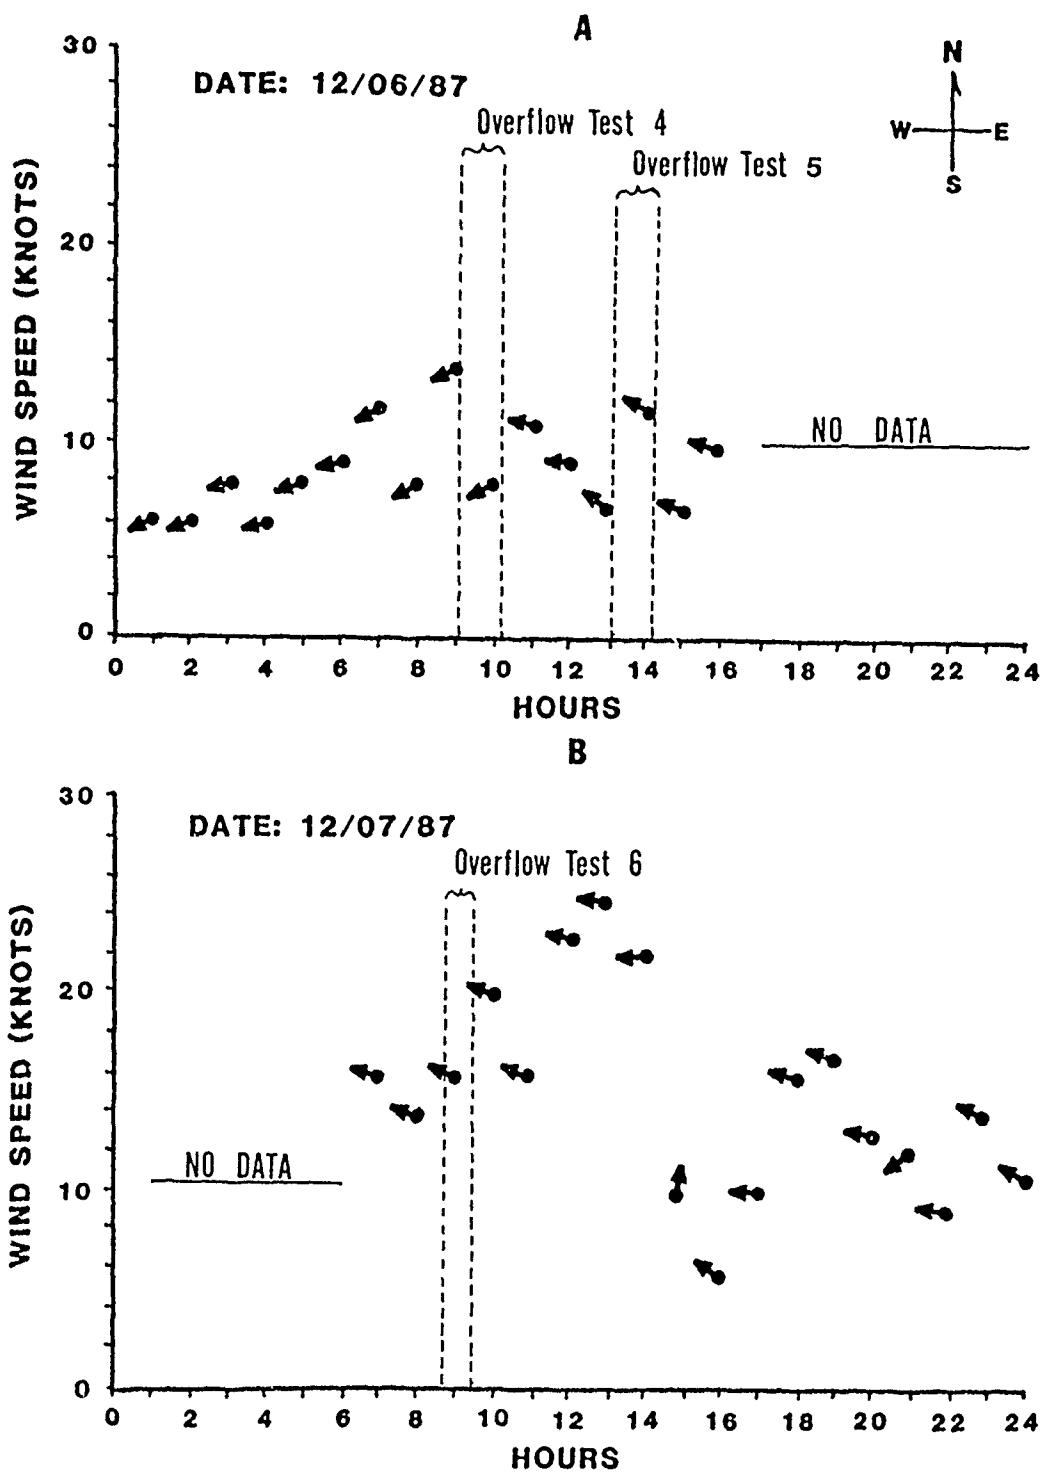 A
DATE: 12/06/87
N
W E
S
Overflow Test 4
Overflow Test 5
WIND SPEED (KNOTS)
30
20
10
0
NO DATA
0 2 4 6 8 10 12 14 16 18 20 22 24
HOURS
B
DATE: 12/07/87
Overflow Test 6
WIND SPEED (KNOTS)
30
20
10
0
NO DATA
0 2 4 6 8 10 12 14 16 18 20 22 24
HOURS